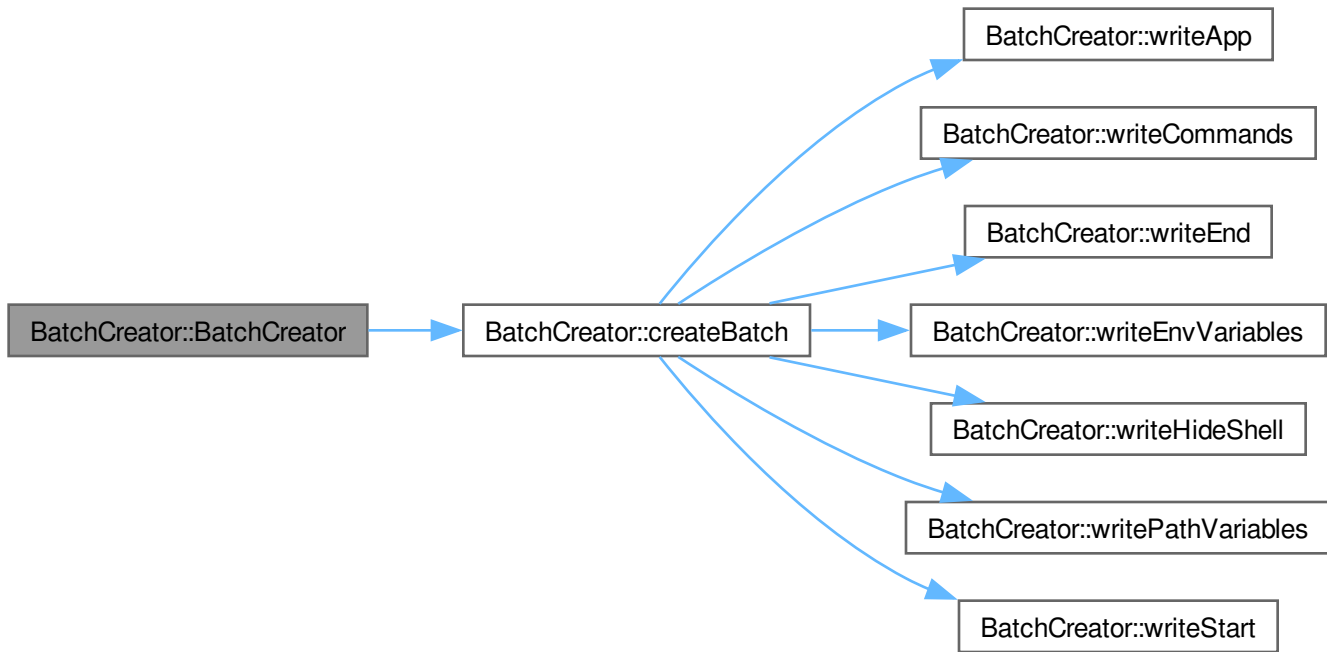 BatchCreator::BatchCreator
BatchCreator::createBatch
BatchCreator::writeApp
BatchCreator::writeCommands
BatchCreator::writeEnd
BatchCreator::writeEnvVariables
BatchCreator::writeHideShell
BatchCreator::writePathVariables
BatchCreator::writeStart